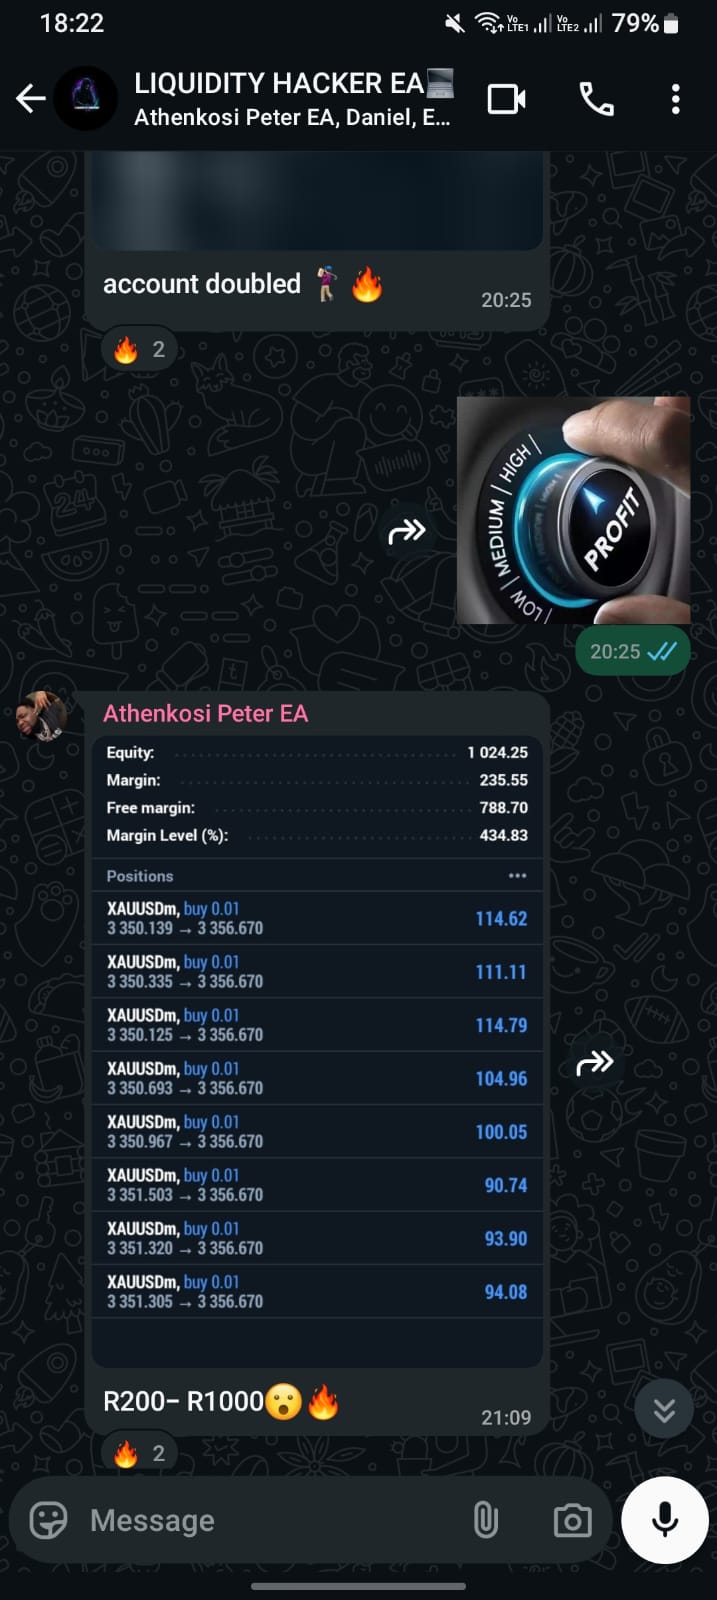 18:22
Vo LTE1 Vo LTE2 79%
LIQUIDITY HACKER EA💻
Athenkosi Peter EA, Daniel, E...
account doubled 🏌🏿‍♂️🔥
20:25
🔥 2
LOW | MEDIUM | HIGH |
PROFIT
20:25
Athenkosi Peter EA
Equity: 1 024.25
Margin: 235.55
Free margin: 788.70
Margin Level (%): 434.83
Positions ...
XAUUSDm, buy 0.01
3 350.139 → 3 356.670 114.62
XAUUSDm, buy 0.01
3 350.335 → 3 356.670 111.11
XAUUSDm, buy 0.01
3 350.125 → 3 356.670 114.79
XAUUSDm, buy 0.01
3 350.693 → 3 356.670 104.96
XAUUSDm, buy 0.01
3 350.967 → 3 356.670 100.05
XAUUSDm, buy 0.01
3 351.503 → 3 356.670 90.74
XAUUSDm, buy 0.01
3 351.320 → 3 356.670 93.90
XAUUSDm, buy 0.01
3 351.305 → 3 356.670 94.08
R200– R1000😮🔥
21:09
🔥 2
Message